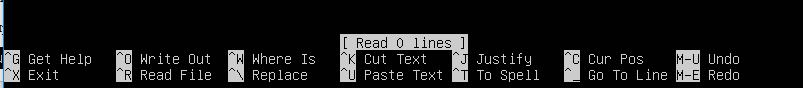 [ Read 0 lines ]
^G Get Help ^O Write Out ^W Where Is ^K Cut Text ^J Justify ^C Cur Pos M-U Undo
^X Exit ^R Read File ^\ Replace ^U Paste Text ^T To Spell ^_ Go To Line M-E Redo